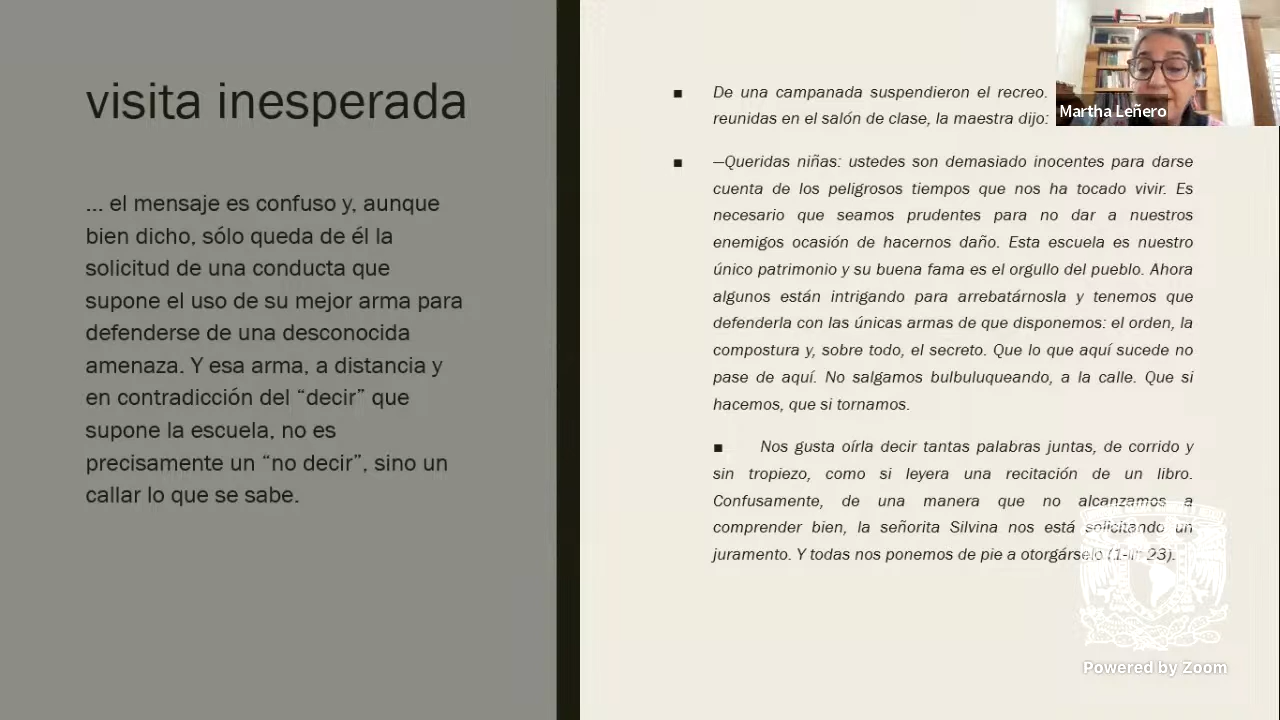 visita inesperada
... el mensaje es confuso y, aunque
bien dicho, sólo queda de él la
solicitud de una conducta que
supone el uso de su mejor arma para
defenderse de una desconocida
amenaza. Y esa arma, a distancia y
en contradicción del “decir” que
supone la escuela, no es
precisamente un “no decir”, sino un
callar lo que se sabe.
■ De una campanada suspendieron el recreo.
reunidas en el salón de clase, la maestra dijo:
■ —Queridas niñas: ustedes son demasiado inocentes para darse
cuenta de los peligrosos tiempos que nos ha tocado vivir. Es
necesario que seamos prudentes para no dar a nuestros
enemigos ocasión de hacernos daño. Esta escuela es nuestro
único patrimonio y su buena fama es el orgullo del pueblo. Ahora
algunos están intrigando para arrebatárnosla y tenemos que
defenderla con las únicas armas de que disponemos: el orden, la
compostura y, sobre todo, el secreto. Que lo que aquí sucede no
pase de aquí. No salgamos bulbuluqueando, a la calle. Que si
hacemos, que si tornamos.
■ Nos gusta oírla decir tantas palabras juntas, de corrido y
sin tropiezo, como si leyera una recitación de un libro.
Confusamente, de una manera que no alcanzamos a
comprender bien, la señorita Silvina nos está solicitando un
juramento. Y todas nos ponemos de pie a otorgárselo
Martha Leñero
Powered by Zoom